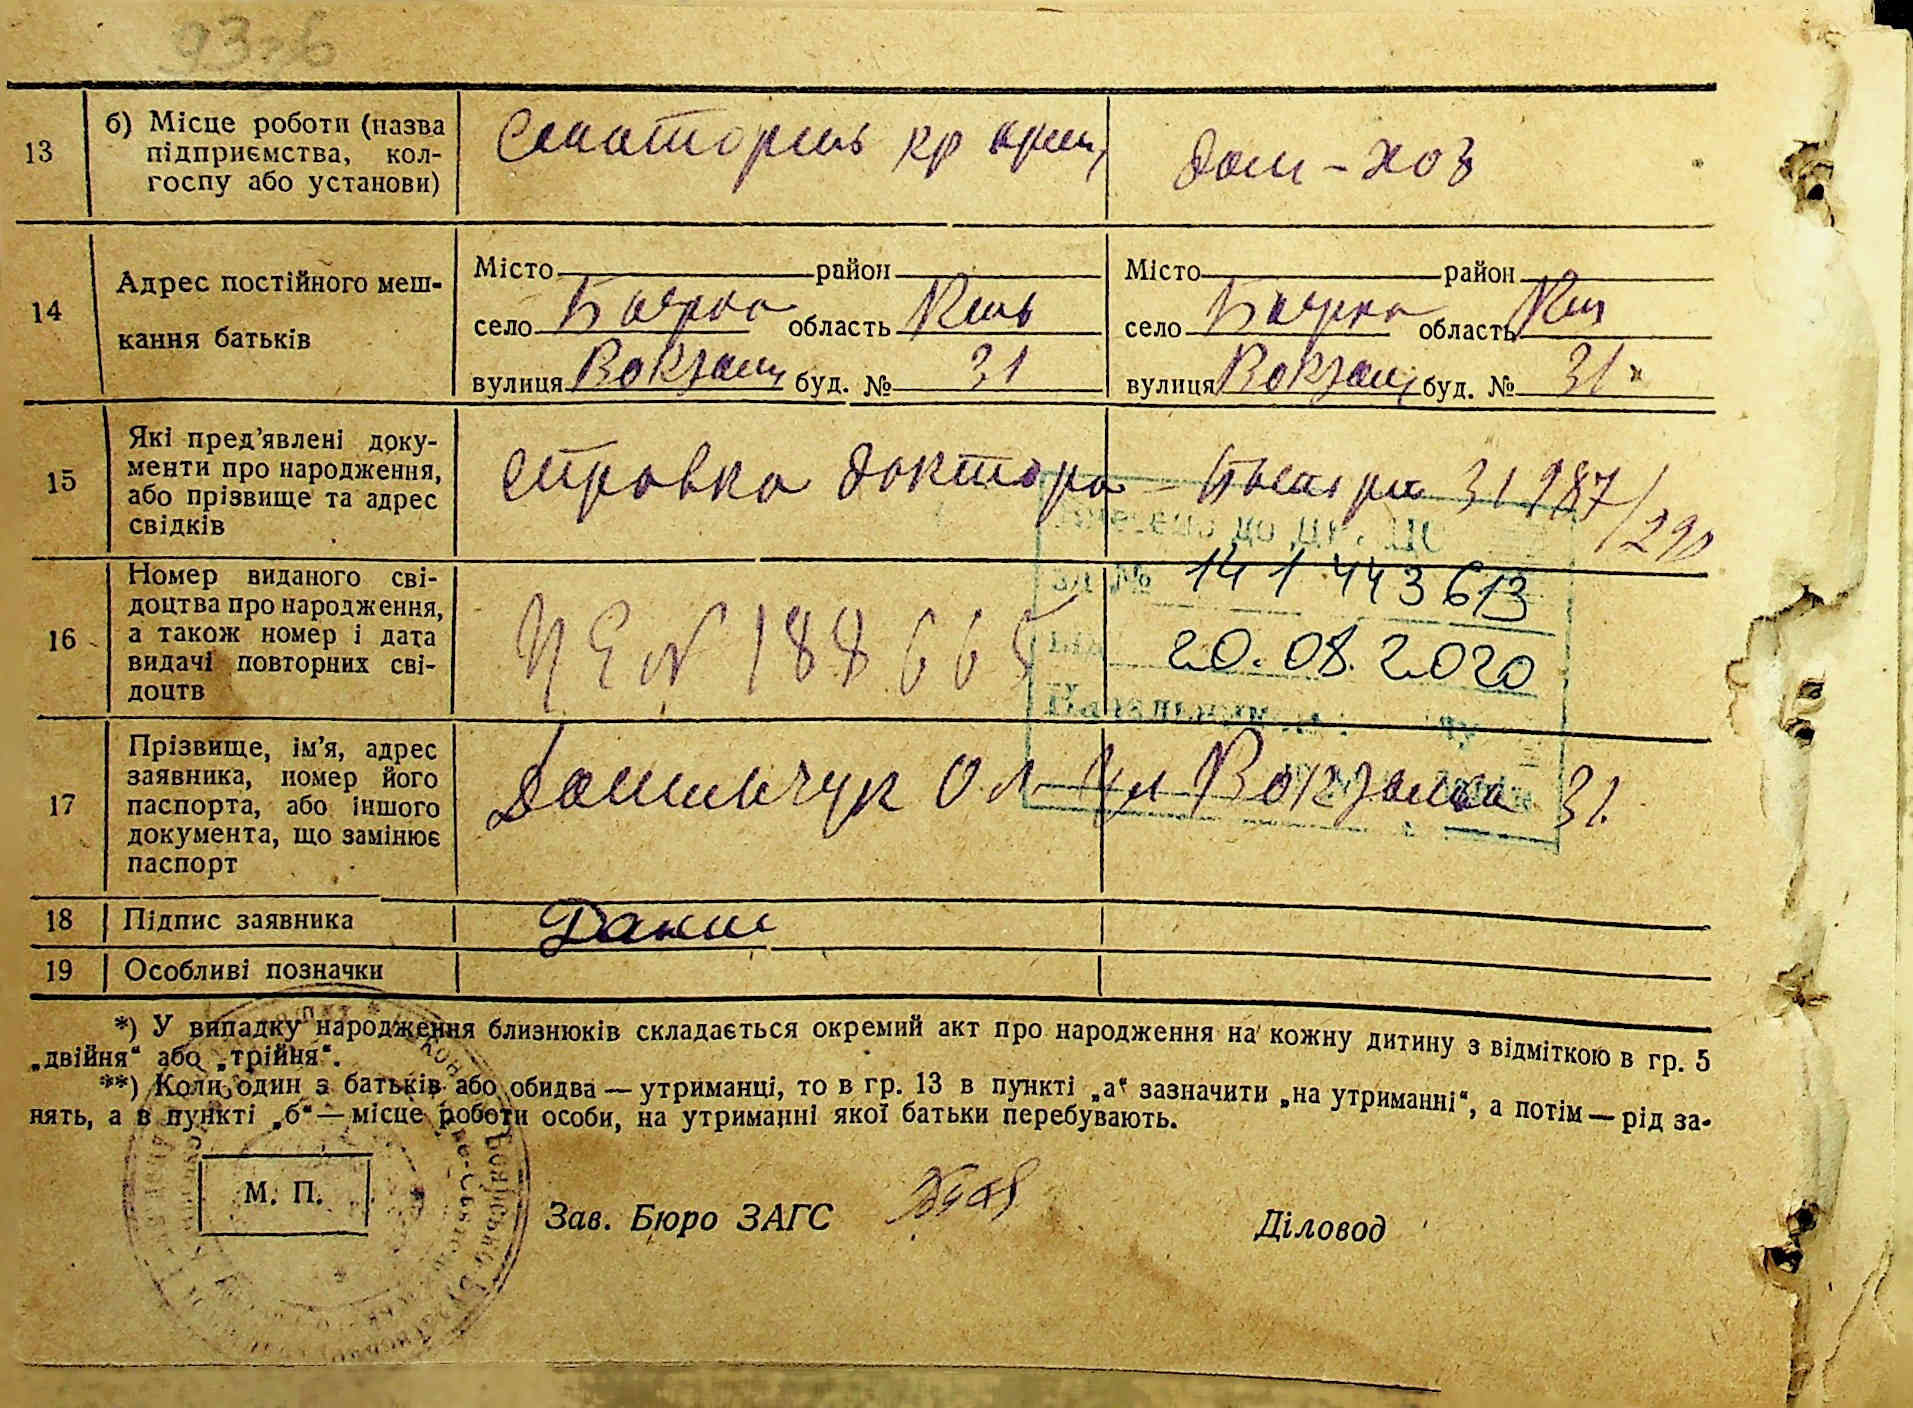 13
б) Місце роботи (назва
підприємства, кол-
госпу або установи)
дом-хоз
14
Адрес постійного меш-
кання батьків
Місто район
село Боярка область Київ
вулиця Вокзальн буд. № 31
Місто район
село Боярка область Киї
вулиця Вокзальн буд. № 31
15
Які пред’явлені доку-
менти про народження,
або прізвище та адрес
свідків
справка доктора 31987/290
16
Номер виданого сві-
доцтва про народження,
а також номер і дата
видачі повторних сві-
доцтв
№ 188665
№ 141443613
20.08.2020
17
Прізвище, ім’я, адрес
заявника, номер його
паспорта, або іншого
документа, що замінює
паспорт
Ул Вокзальна 31.
18
Підпис заявника
19
Особливі позначки
*) У випадку народження близнюків складається окремий акт про народження на кожну дитину з відміткою в гр. 5
„двійня“ або „трійня“.
**) Коли один з батьків або обидва — утриманці, то в гр. 13 в пункті „а“ зазначити „на утриманні“, а потім — рід за-
нять, а в пункті „б“ — місце роботи особи, на утриманні якої батьки перебувають.
М. П.
Зав. Бюро ЗАГС
Діловод